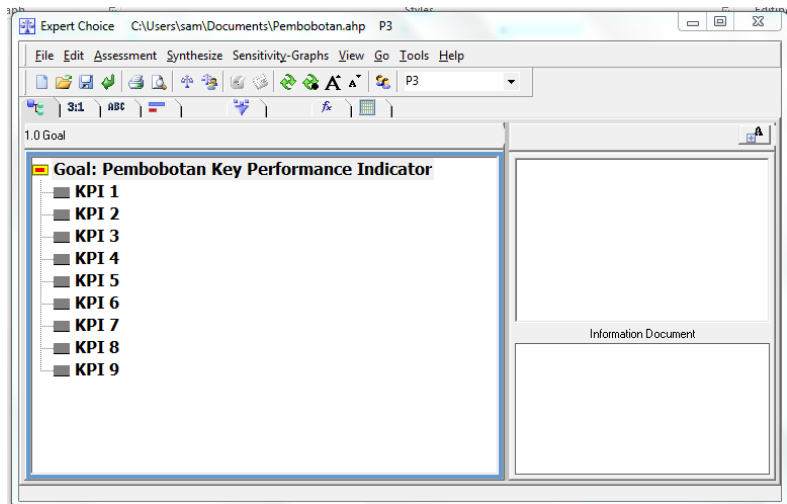 Styles
Expert Choice C:\Users\sam\Documents\Pembobotan.ahp P3
File Edit Assessment Synthesize Sensitivity-Graphs View Go Tools Help
A A P3
3:1 ABC fx
1.0 Goal
A
Goal: Pembobotan Key Performance Indicator
KPI 1
KPI 2
KPI 3
KPI 4
KPI 5
KPI 6
KPI 7
KPI 8
KPI 9
Information Document